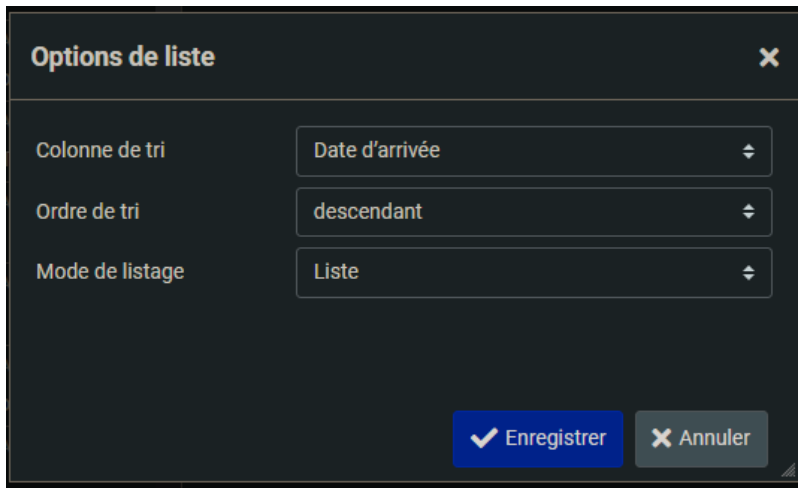 Options de liste
Colonne de tri Date d’arrivée
Ordre de tri descendant
Mode de listage Liste
Enregistrer Annuler